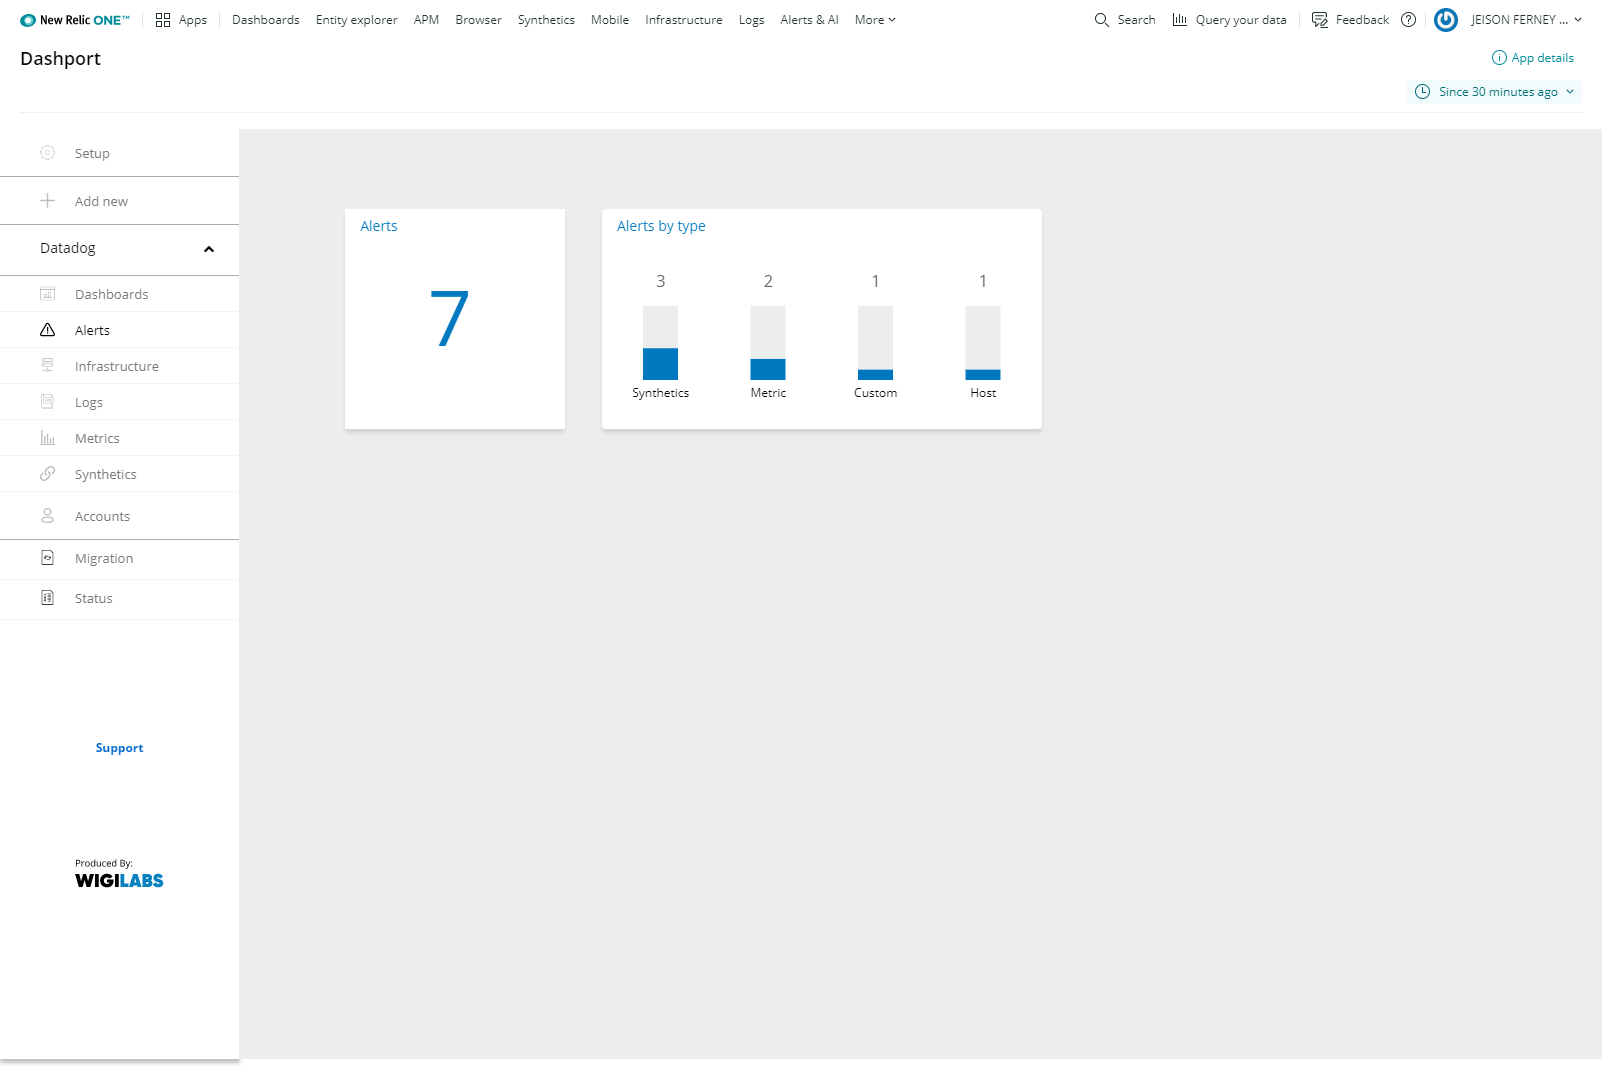 New Relic ONE™ Apps Dashboards Entity explorer APM Browser Synthetics Mobile Infrastructure Logs Alerts & AI More Search Query your data Feedback ? JEISON FERNEY ...
Dashport
App details
Since 30 minutes ago
Setup
Add new
Datadog
Dashboards
Alerts
Infrastructure
Logs
Metrics
Synthetics
Accounts
Migration
Status
Support
Produced By:
WIGILABS
Alerts
7
Alerts by type
3 2 1 1
Synthetics Metric Custom Host